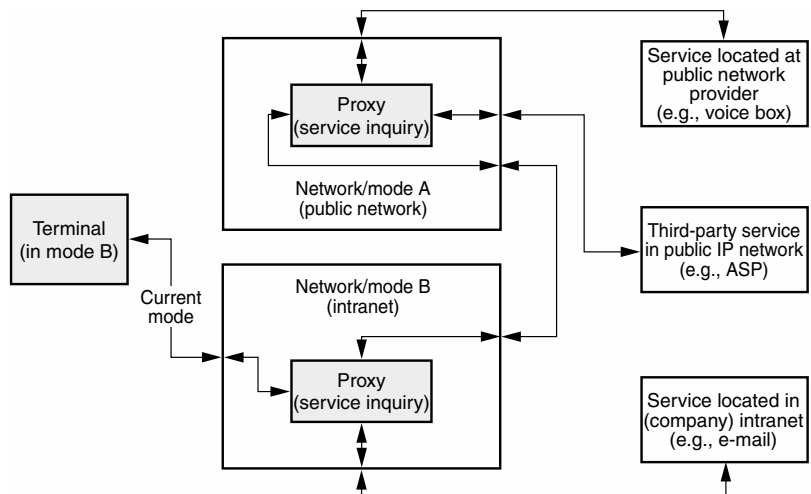 Proxy
(service inquiry)
Network/mode A
(public network)
Service located at
public network
provider
(e.g., voice box)
Terminal
(in mode B)
Current
mode
Third-party service
in public IP network
(e.g., ASP)
Network/mode B
(intranet)
Proxy
(service inquiry)
Service located in
(company) intranet
(e.g., e-mail)